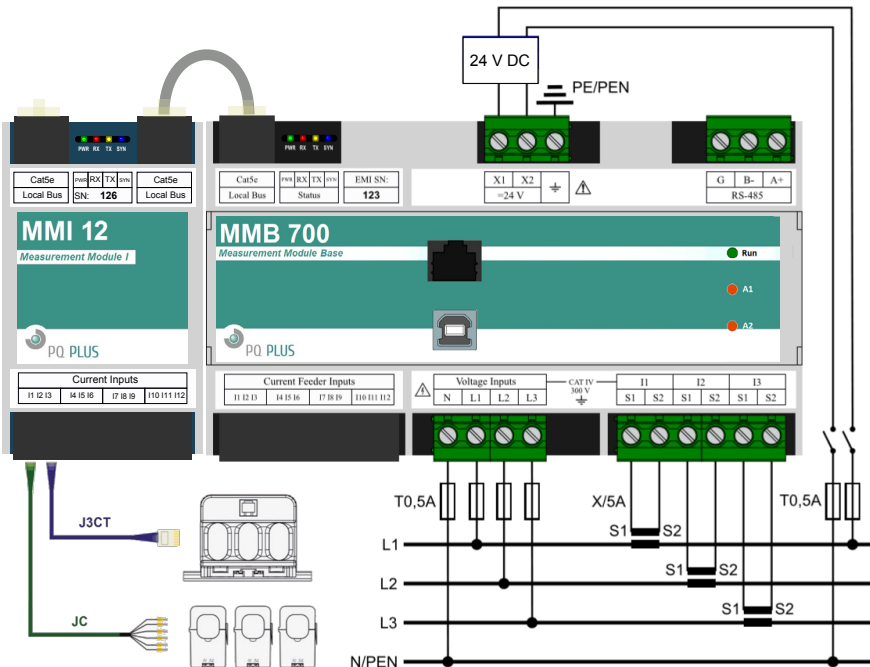 24 V DC
PE/PEN
PWR RX TX SYN
PWR RX TX SYN
Cat5e PWR RX TX SYN Cat5e
Local Bus SN: 126 Local Bus
Cat5e PWR RX TX SYN EMI SN:
Local Bus Status 123
X1 X2
=24 V
G B- A+
RS-485
MMI 12
Measurement Module I
MMB 700
Measurement Module Base
Run
A1
A2
PQ PLUS
PQ PLUS
Current Inputs
I1 I2 I3 I4 I5 I6 I7 I8 I9 I10 I11 I12
Current Feeder Inputs
I1 I2 I3 I4 I5 I6 I7 I8 I9 I10 I11 I12
Voltage Inputs
N L1 L2 L3
CAT IV
300 V
I1 I2 I3
S1 S2 S1 S2 S1 S2
T0,5A
X/5A
T0,5A
J3CT
JC
S1 S2
L1
S1 S2
L2
S1 S2
L3
N/PEN